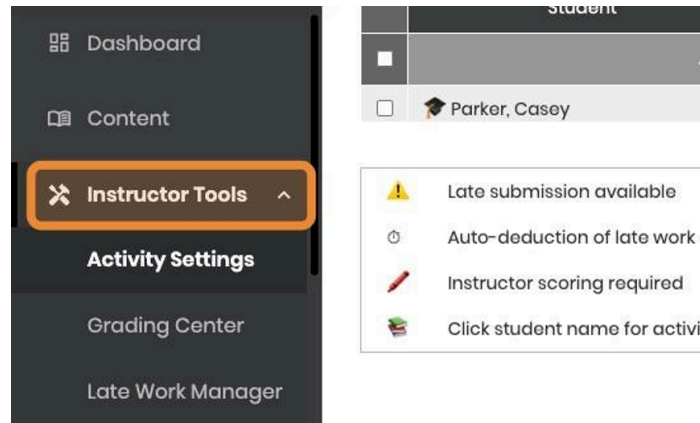 Dashboard
Content
Instructor Tools
Activity Settings
Grading Center
Late Work Manager
Student
Parker, Casey
Late submission available
Auto-deduction of late work
Instructor scoring required
Click student name for activi